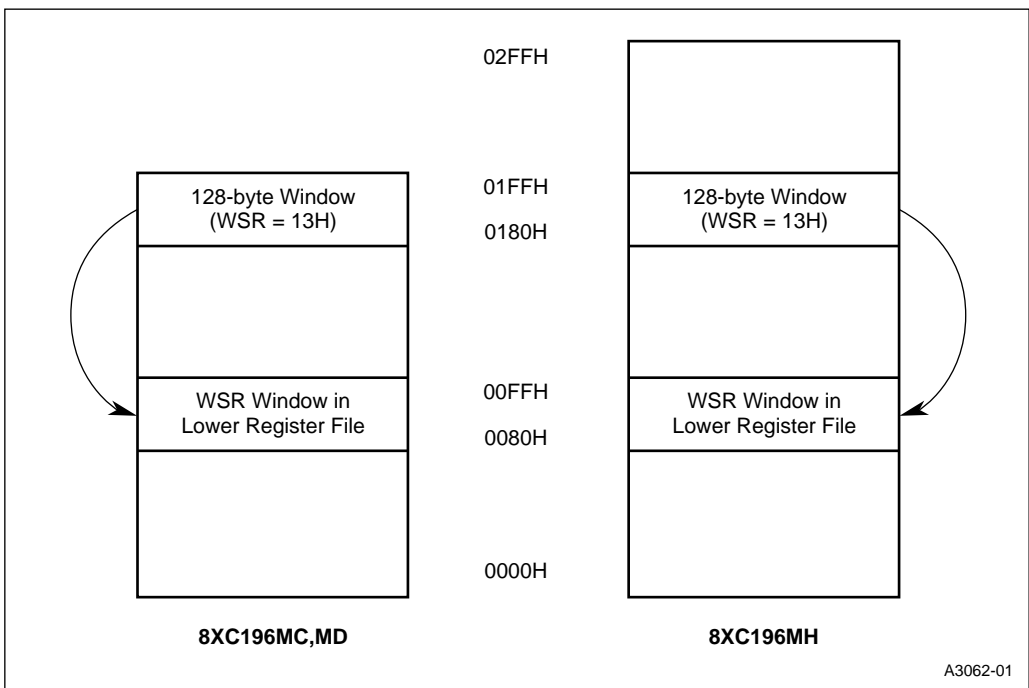 02FFH
128-byte Window
(WSR = 13H)
01FFH
0180H
128-byte Window
(WSR = 13H)
WSR Window in
Lower Register File
00FFH
0080H
WSR Window in
Lower Register File
0000H
8XC196MC,MD
8XC196MH
A3062-01